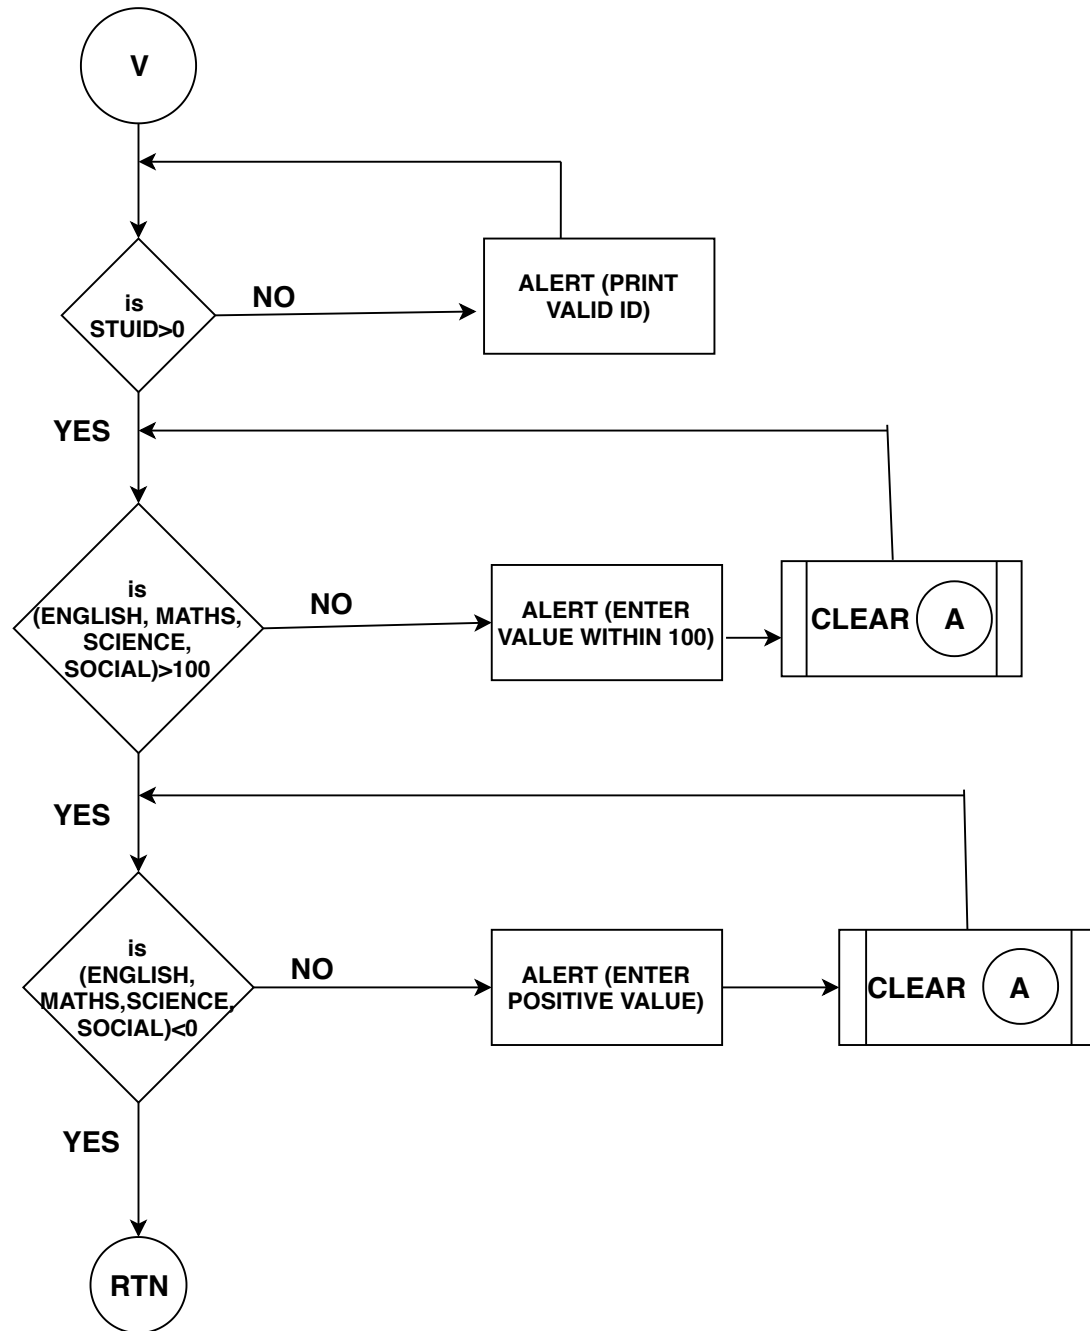 V
is
STUID>0
NO
ALERT (PRINT
VALID ID)
YES
is
(ENGLISH, MATHS,
SCIENCE,
SOCIAL)>100
NO
ALERT (ENTER
VALUE WITHIN 100)
CLEAR A
YES
is
(ENGLISH,
MATHS,SCIENCE,
SOCIAL)<0
NO
ALERT (ENTER
POSITIVE VALUE)
CLEAR A
YES
RTN